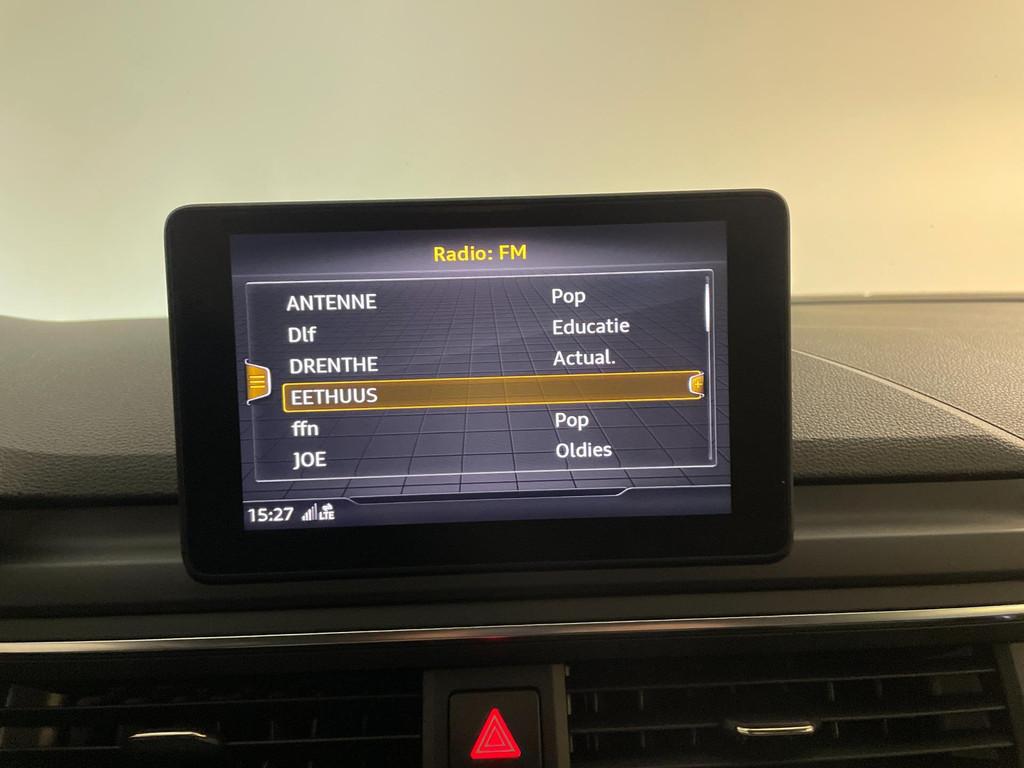 Radio: FM
ANTENNE Pop
Dlf Educatie
DRENTHE Actual.
EETHUUS
ffn Pop
JOE Oldies
15:27 LTE